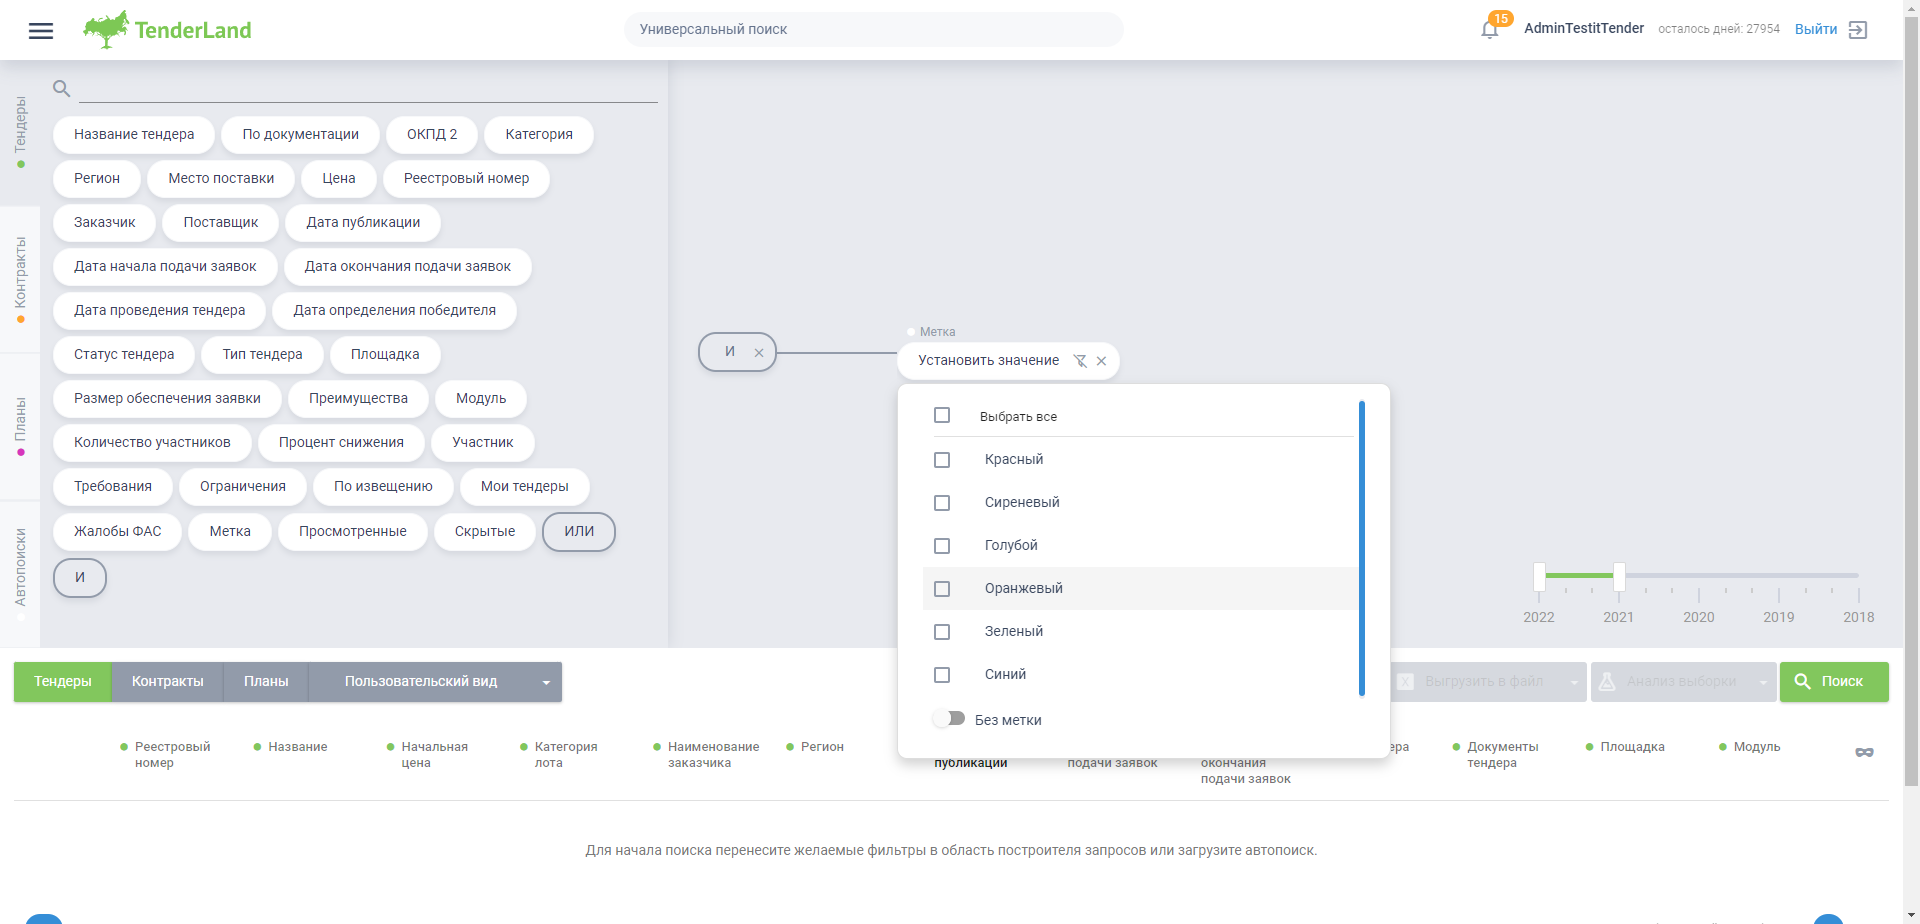 TenderLand
Универсальный поиск
15
AdminTestitTender
осталось дней: 27954
Выйти
Тендеры
Контракты
Планы
Автопоиски
Название тендера
По документации
ОКПД 2
Категория
Регион
Место поставки
Цена
Реестровый номер
Заказчик
Поставщик
Дата публикации
Дата начала подачи заявок
Дата окончания подачи заявок
Дата проведения тендера
Дата определения победителя
Статус тендера
Тип тендера
Площадка
Размер обеспечения заявки
Преимущества
Модуль
Количество участников
Процент снижения
Участник
Требования
Ограничения
По извещению
Мои тендеры
Жалобы ФАС
Метка
Просмотренные
Скрытые
ИЛИ
И
И
Метка
Установить значение
Выбрать все
Красный
Сиреневый
Голубой
Оранжевый
Зеленый
Синий
Без метки
2022
2021
2020
2019
2018
Тендеры
Контракты
Планы
Пользовательский вид
Выгрузить в файл
Анализ выборки
Поиск
Реестровый
номер
Название
Начальная
цена
Категория
лота
Наименование
заказчика
Регион
публикации
подачи заявок
окончания
подачи заявок
ера
Документы
тендера
Площадка
Модуль
Для начала поиска перенесите желаемые фильтры в область построителя запросов или загрузите автопоиск.